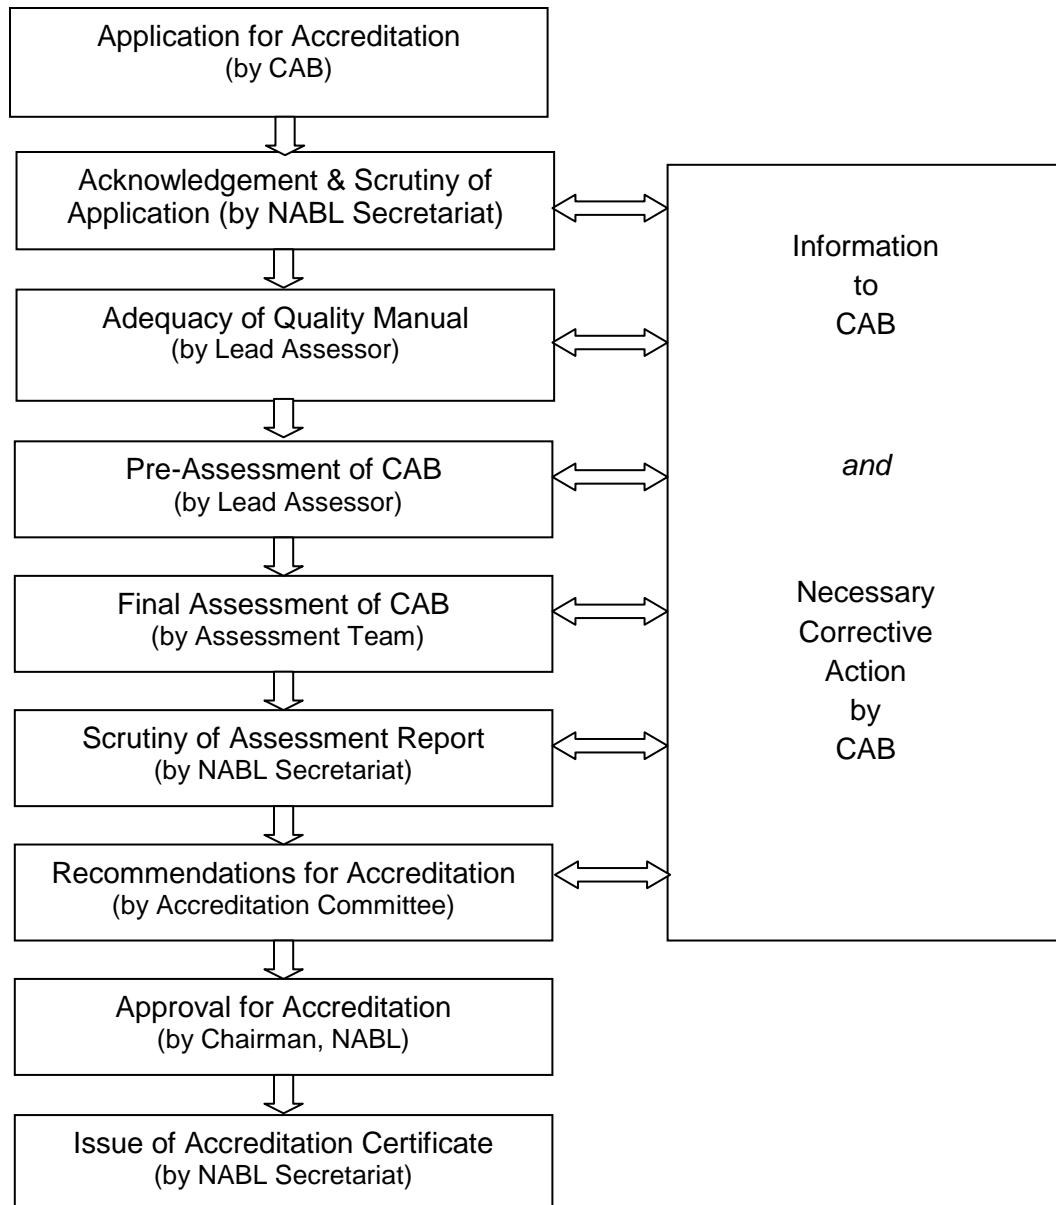 Application for Accreditation
(by CAB)
Acknowledgement & Scrutiny of
Application (by NABL Secretariat)
Adequacy of Quality Manual
(by Lead Assessor)
Pre-Assessment of CAB
(by Lead Assessor)
Final Assessment of CAB
(by Assessment Team)
Scrutiny of Assessment Report
(by NABL Secretariat)
Recommendations for Accreditation
(by Accreditation Committee)
Approval for Accreditation
(by Chairman, NABL)
Issue of Accreditation Certificate
(by NABL Secretariat)
Information
to
CAB
and
Necessary
Corrective
Action
by
CAB